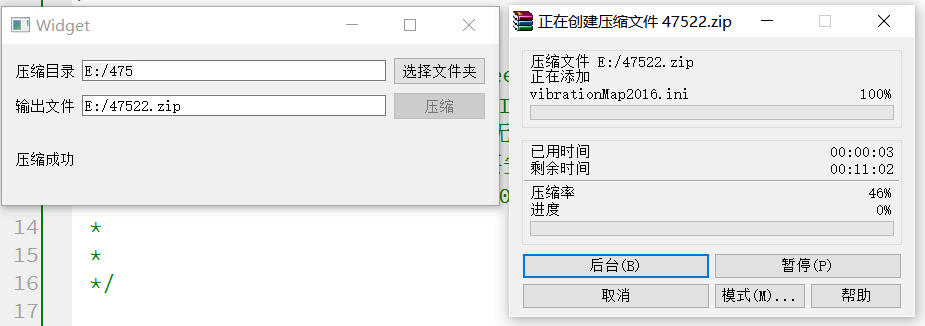 Widget
压缩目录 E:/475 选择文件夹
输出文件 E:/47522.zip 压缩
压缩成功
14 *
15 *
16 */
17
正在创建压缩文件 47522.zip
压缩文件 E:/47522.zip
正在添加
vibrationMap2016.ini 100%
已用时间 00:00:03
剩余时间 00:11:02
压缩率 46%
进度 0%
后台(B) 暂停(P)
取消 模式(M)... 帮助